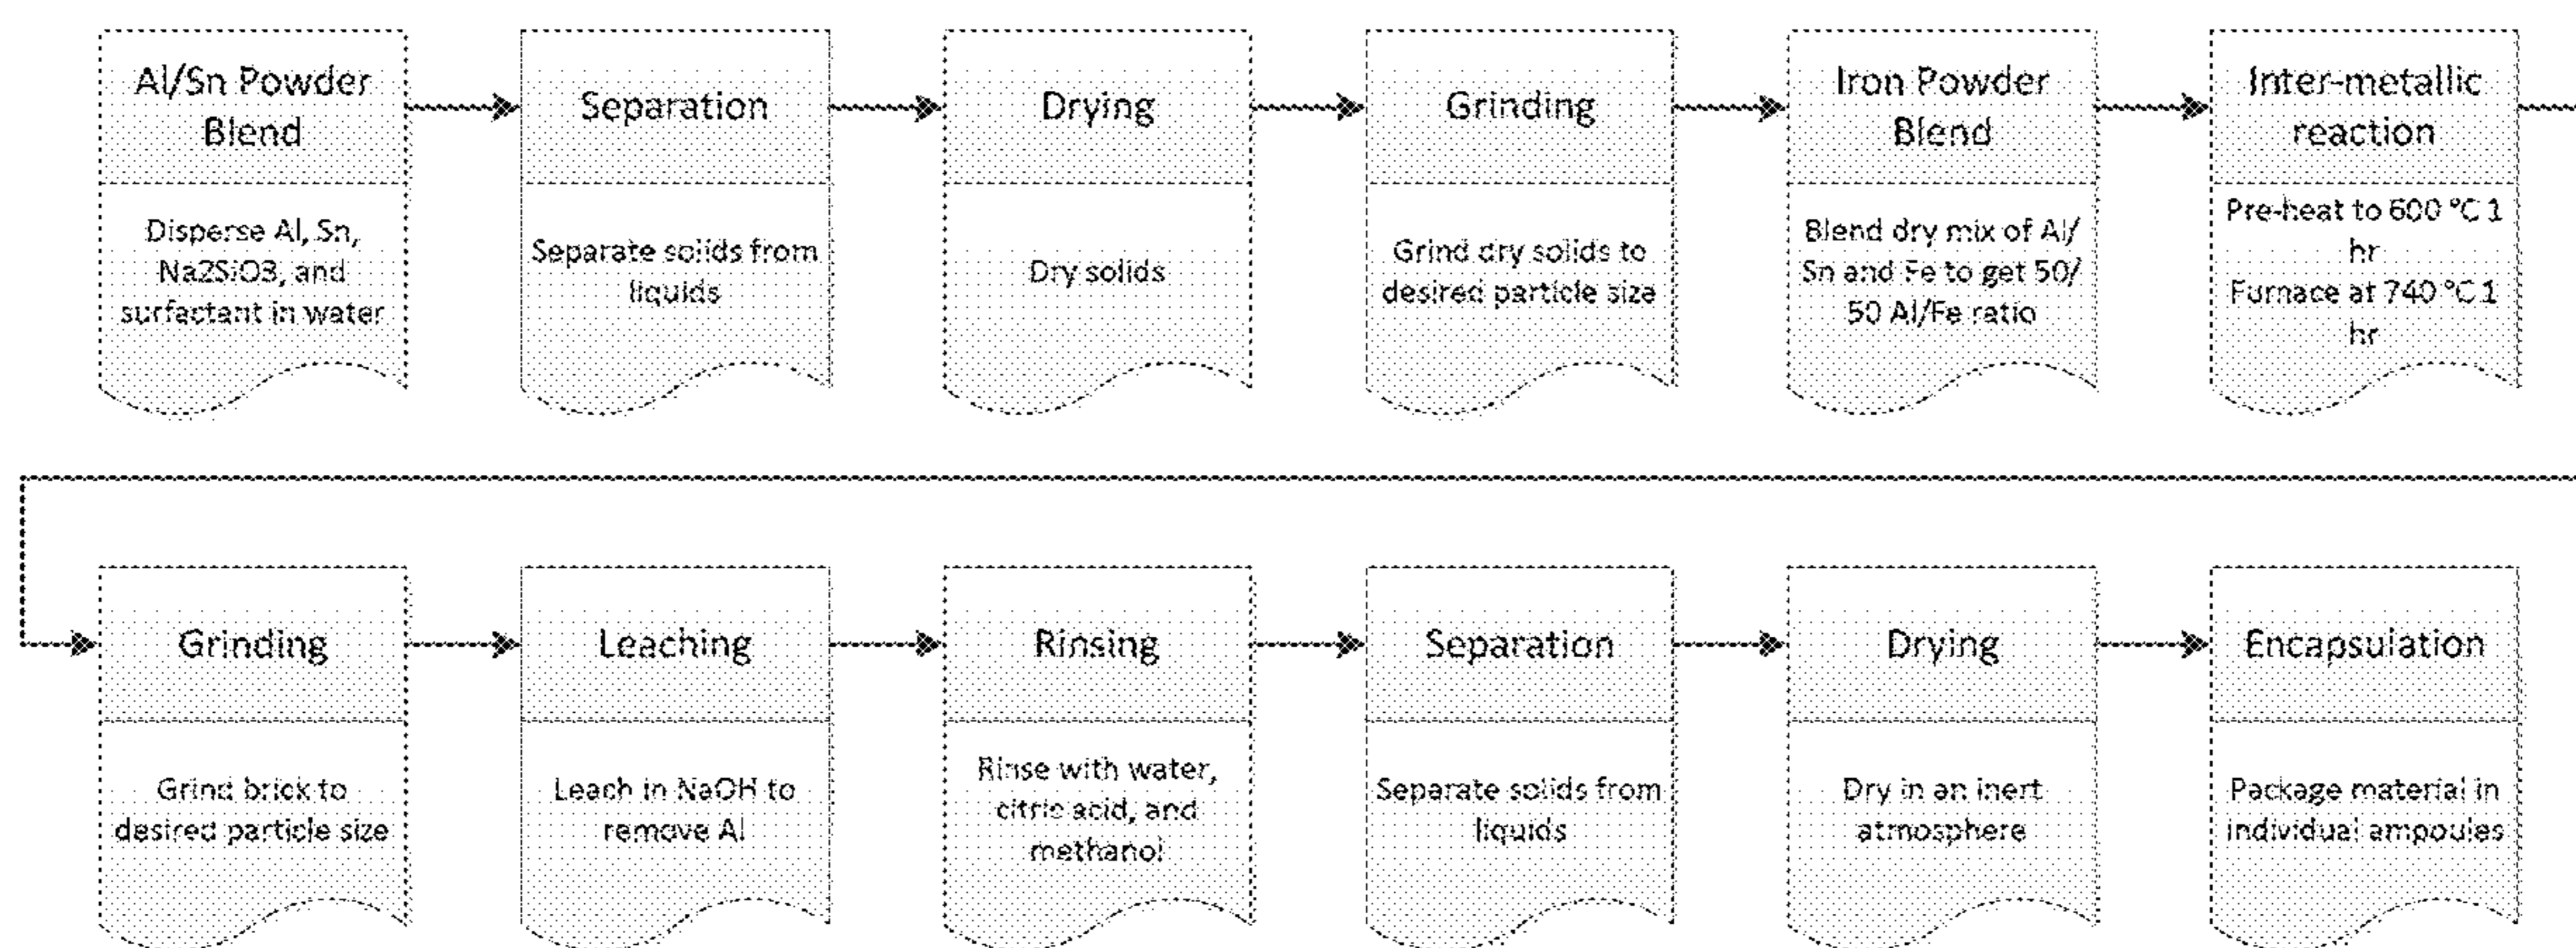 Al/Sn Powder
Blend
Disperse Al, Sn,
Na2SiO3, and
surfactant in water
Separation
Separate solids from
liquids
Drying
Dry solids
Grinding
Grind dry solids to
desired particle size
Iron Powder
Blend
Blend dry mix of Al/
Sn and Fe to get 50/
50 Al/Fe ratio
Inter-metallic
reaction
Pre-heat to 600 °C 1
hr
Furnace at 740 °C 1
hr
Grinding
Grind brick to
desired particle size
Leaching
Leach in NaOH to
remove Al
Rinsing
Rinse with water,
citric acid, and
methanol
Separation
Separate solids from
liquids
Drying
Dry in an inert
atmosphere
Encapsulation
Package material in
individual ampoules